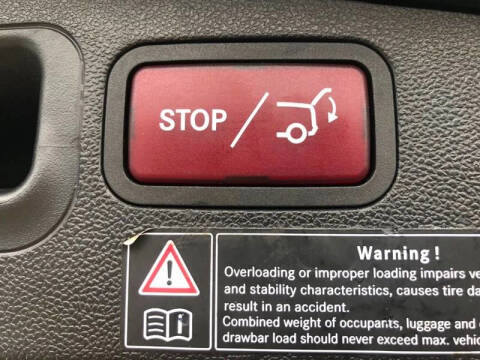 STOP /
Warning!
Overloading or improper loading impairs
and stability characteristics, causes tire
result in an accident.
Combined weight of occupants, luggage and
drawbar load should never exceed max.